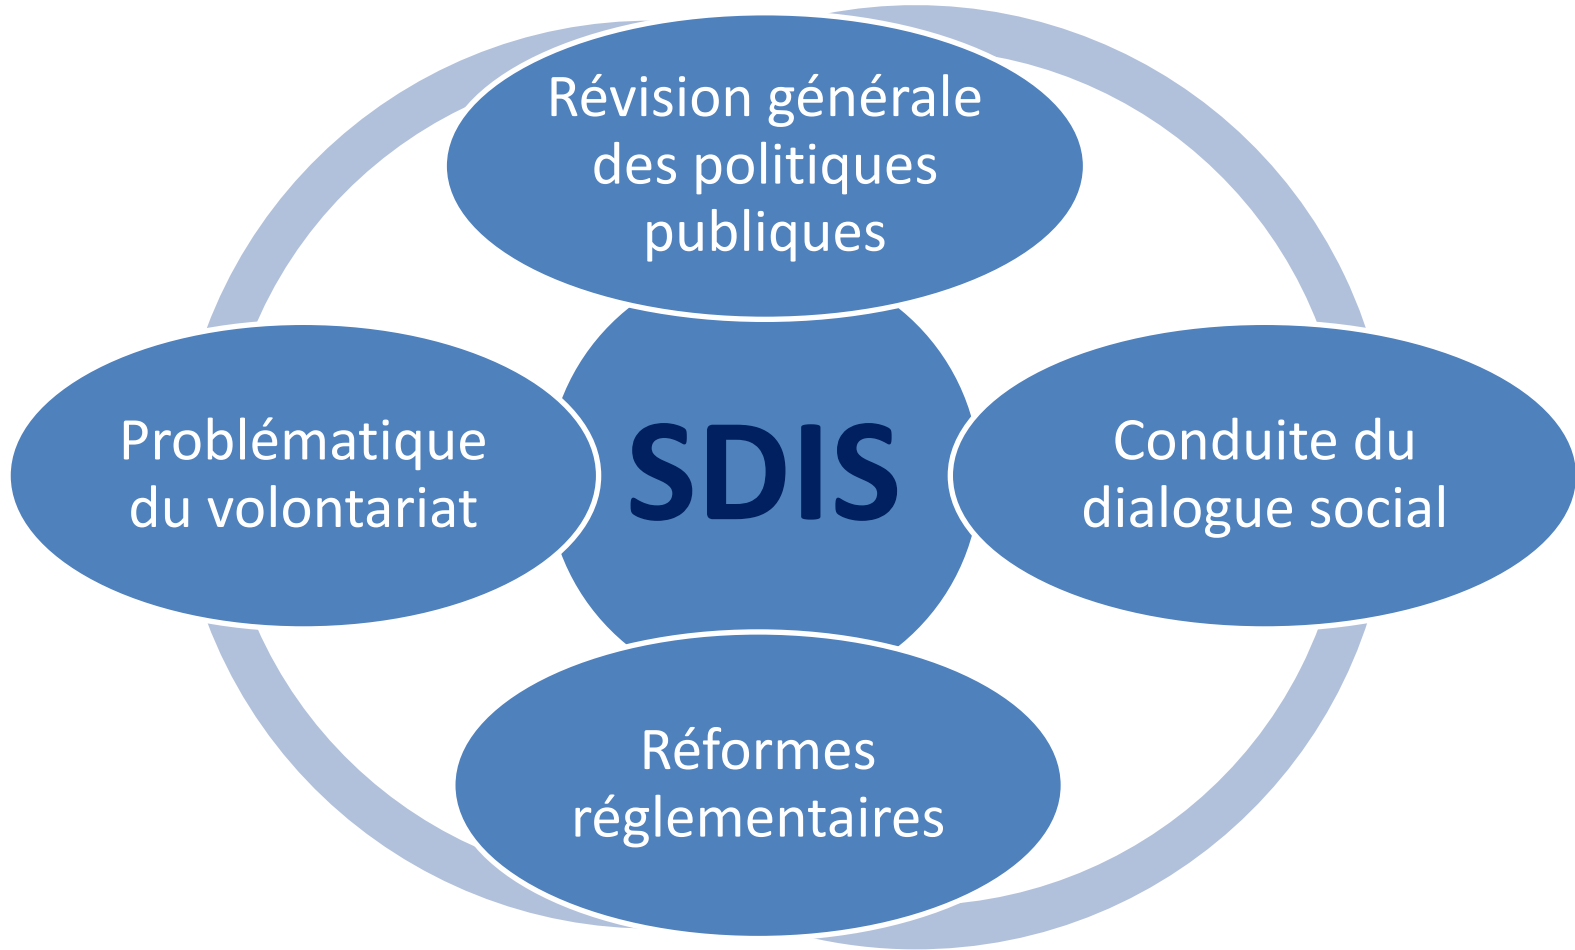 Révision générale
des politiques
publiques
Problématique
du volontariat
SDIS
Conduite du
dialogue social
Réformes
réglementaires